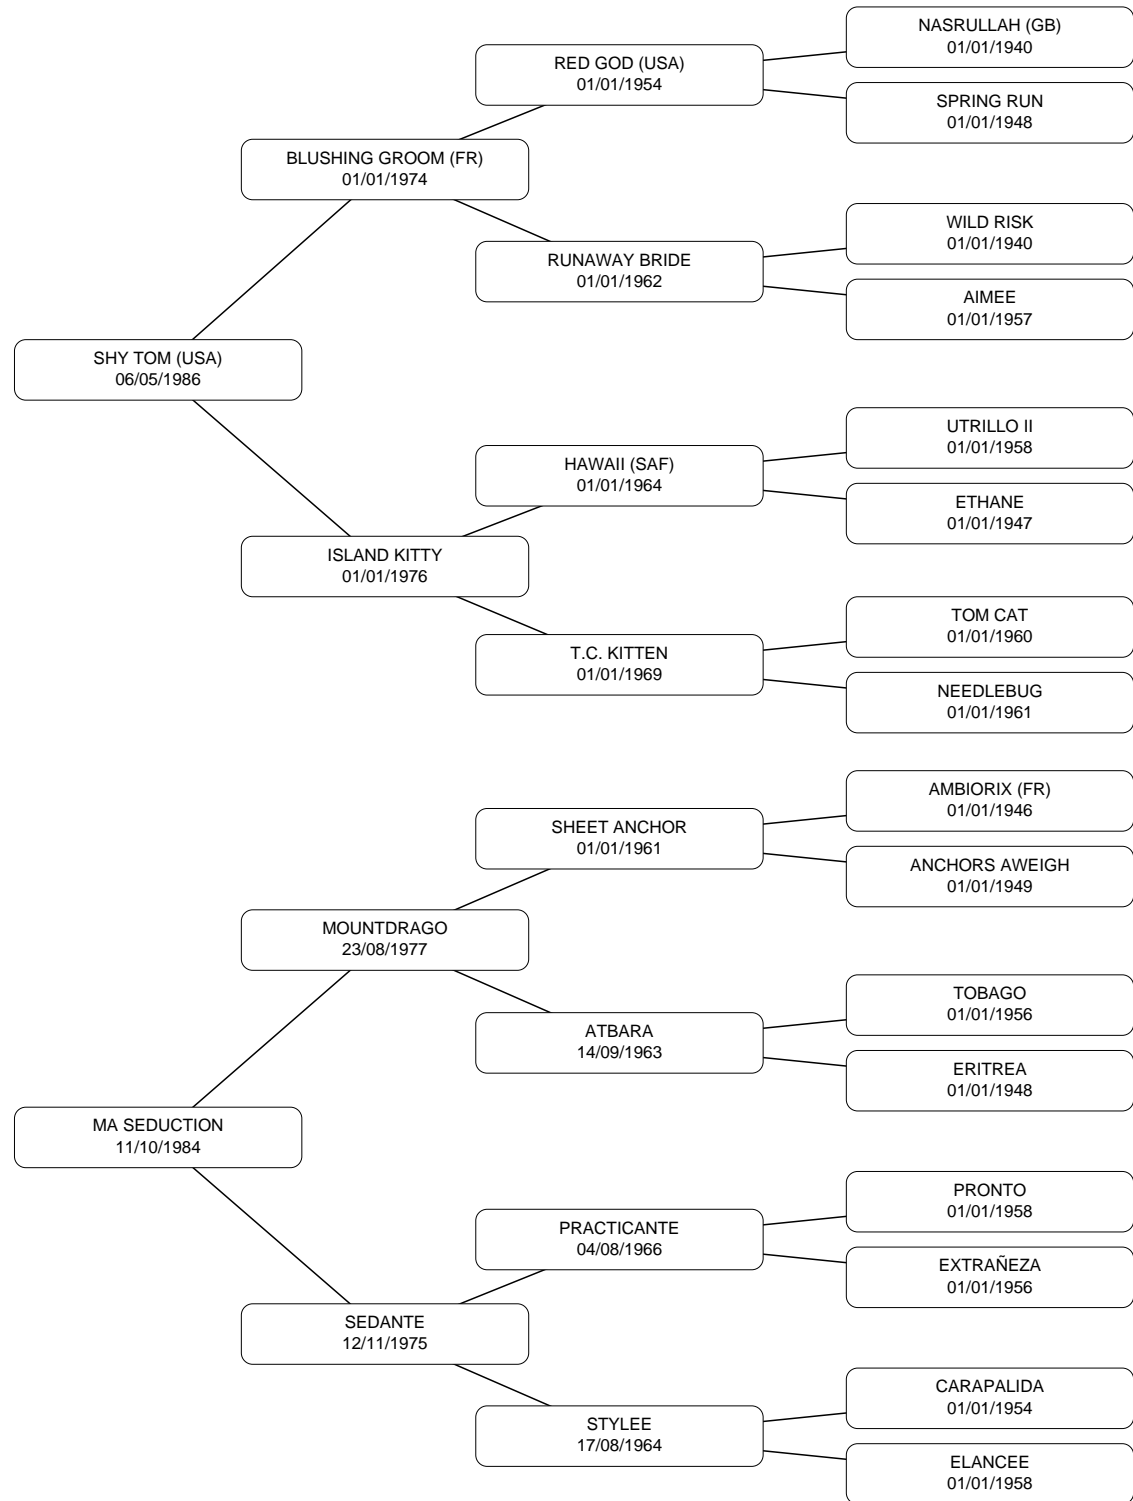 NASRULLAH (GB)
01/01/1940
RED GOD (USA)
01/01/1954
SPRING RUN
01/01/1948
BLUSHING GROOM (FR)
01/01/1974
WILD RISK
01/01/1940
RUNAWAY BRIDE
01/01/1962
AIMEE
01/01/1957
SHY TOM (USA)
06/05/1986
UTRILLO II
01/01/1958
HAWAII (SAF)
01/01/1964
ETHANE
01/01/1947
ISLAND KITTY
01/01/1976
TOM CAT
01/01/1960
T.C. KITTEN
01/01/1969
NEEDLEBUG
01/01/1961
AMBIORIX (FR)
01/01/1946
SHEET ANCHOR
01/01/1961
ANCHORS AWEIGH
01/01/1949
MOUNTDRAGO
23/08/1977
TOBAGO
01/01/1956
ATBARA
14/09/1963
ERITREA
01/01/1948
MA SEDUCTION
11/10/1984
PRONTO
01/01/1958
PRACTICANTE
04/08/1966
EXTRAÑEZA
01/01/1956
SEDANTE
12/11/1975
CARAPALIDA
01/01/1954
STYLEE
17/08/1964
ELANCEE
01/01/1958